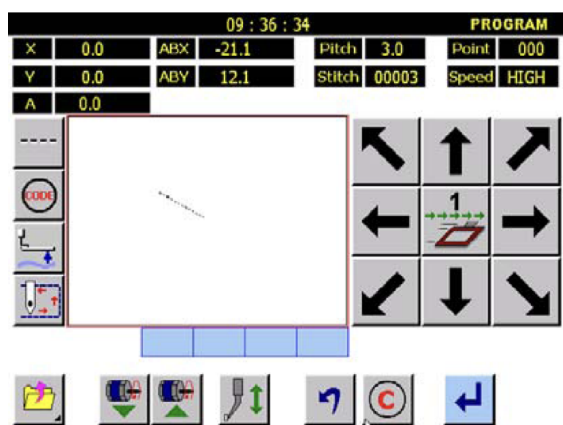 09 : 36 : 34 PROGRAM
X 0.0 ABX -21.1 Pitch 3.0 Point 000
Y 0.0 ABY 12.1 Stitch 00003 Speed HIGH
A 0.0
CODE
1
C